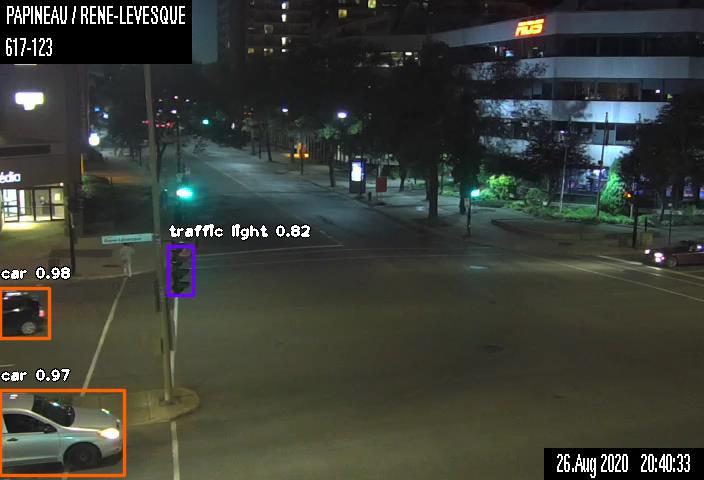 PAPINEAU / RENE-LEVESQUE
617-123
édia
traffic light 0.82
car 0.98
car 0.97
26.Aug 2020 20:40:33